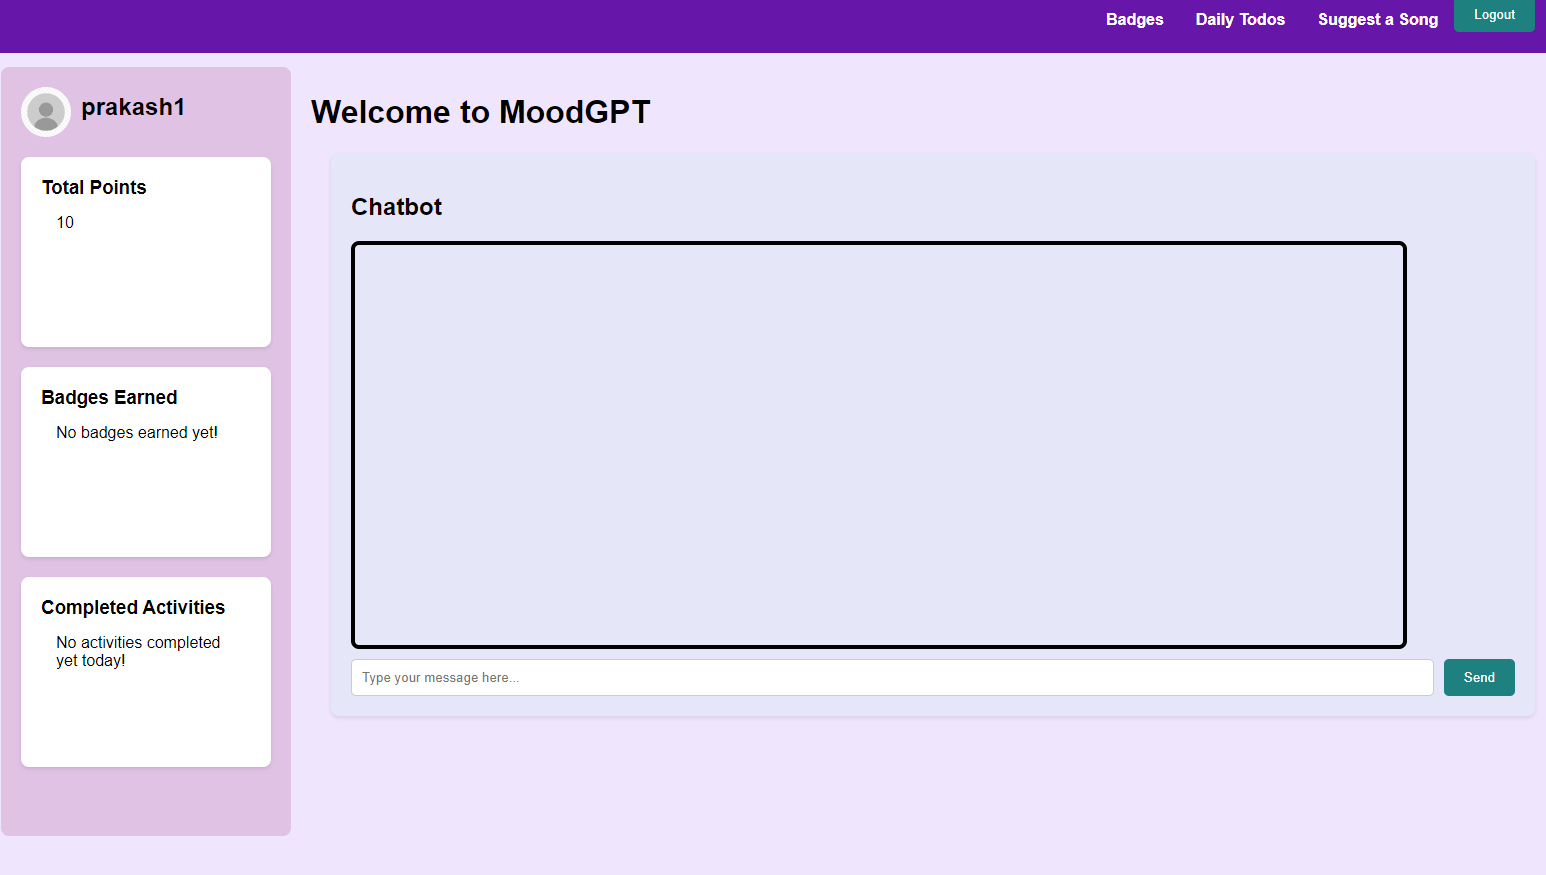 Badges
Daily Todos
Suggest a Song
Logout
prakash1
Total Points
10
Badges Earned
No badges earned yet!
Completed Activities
No activities completed
yet today!
Welcome to MoodGPT
Chatbot
Type your message here...
Send